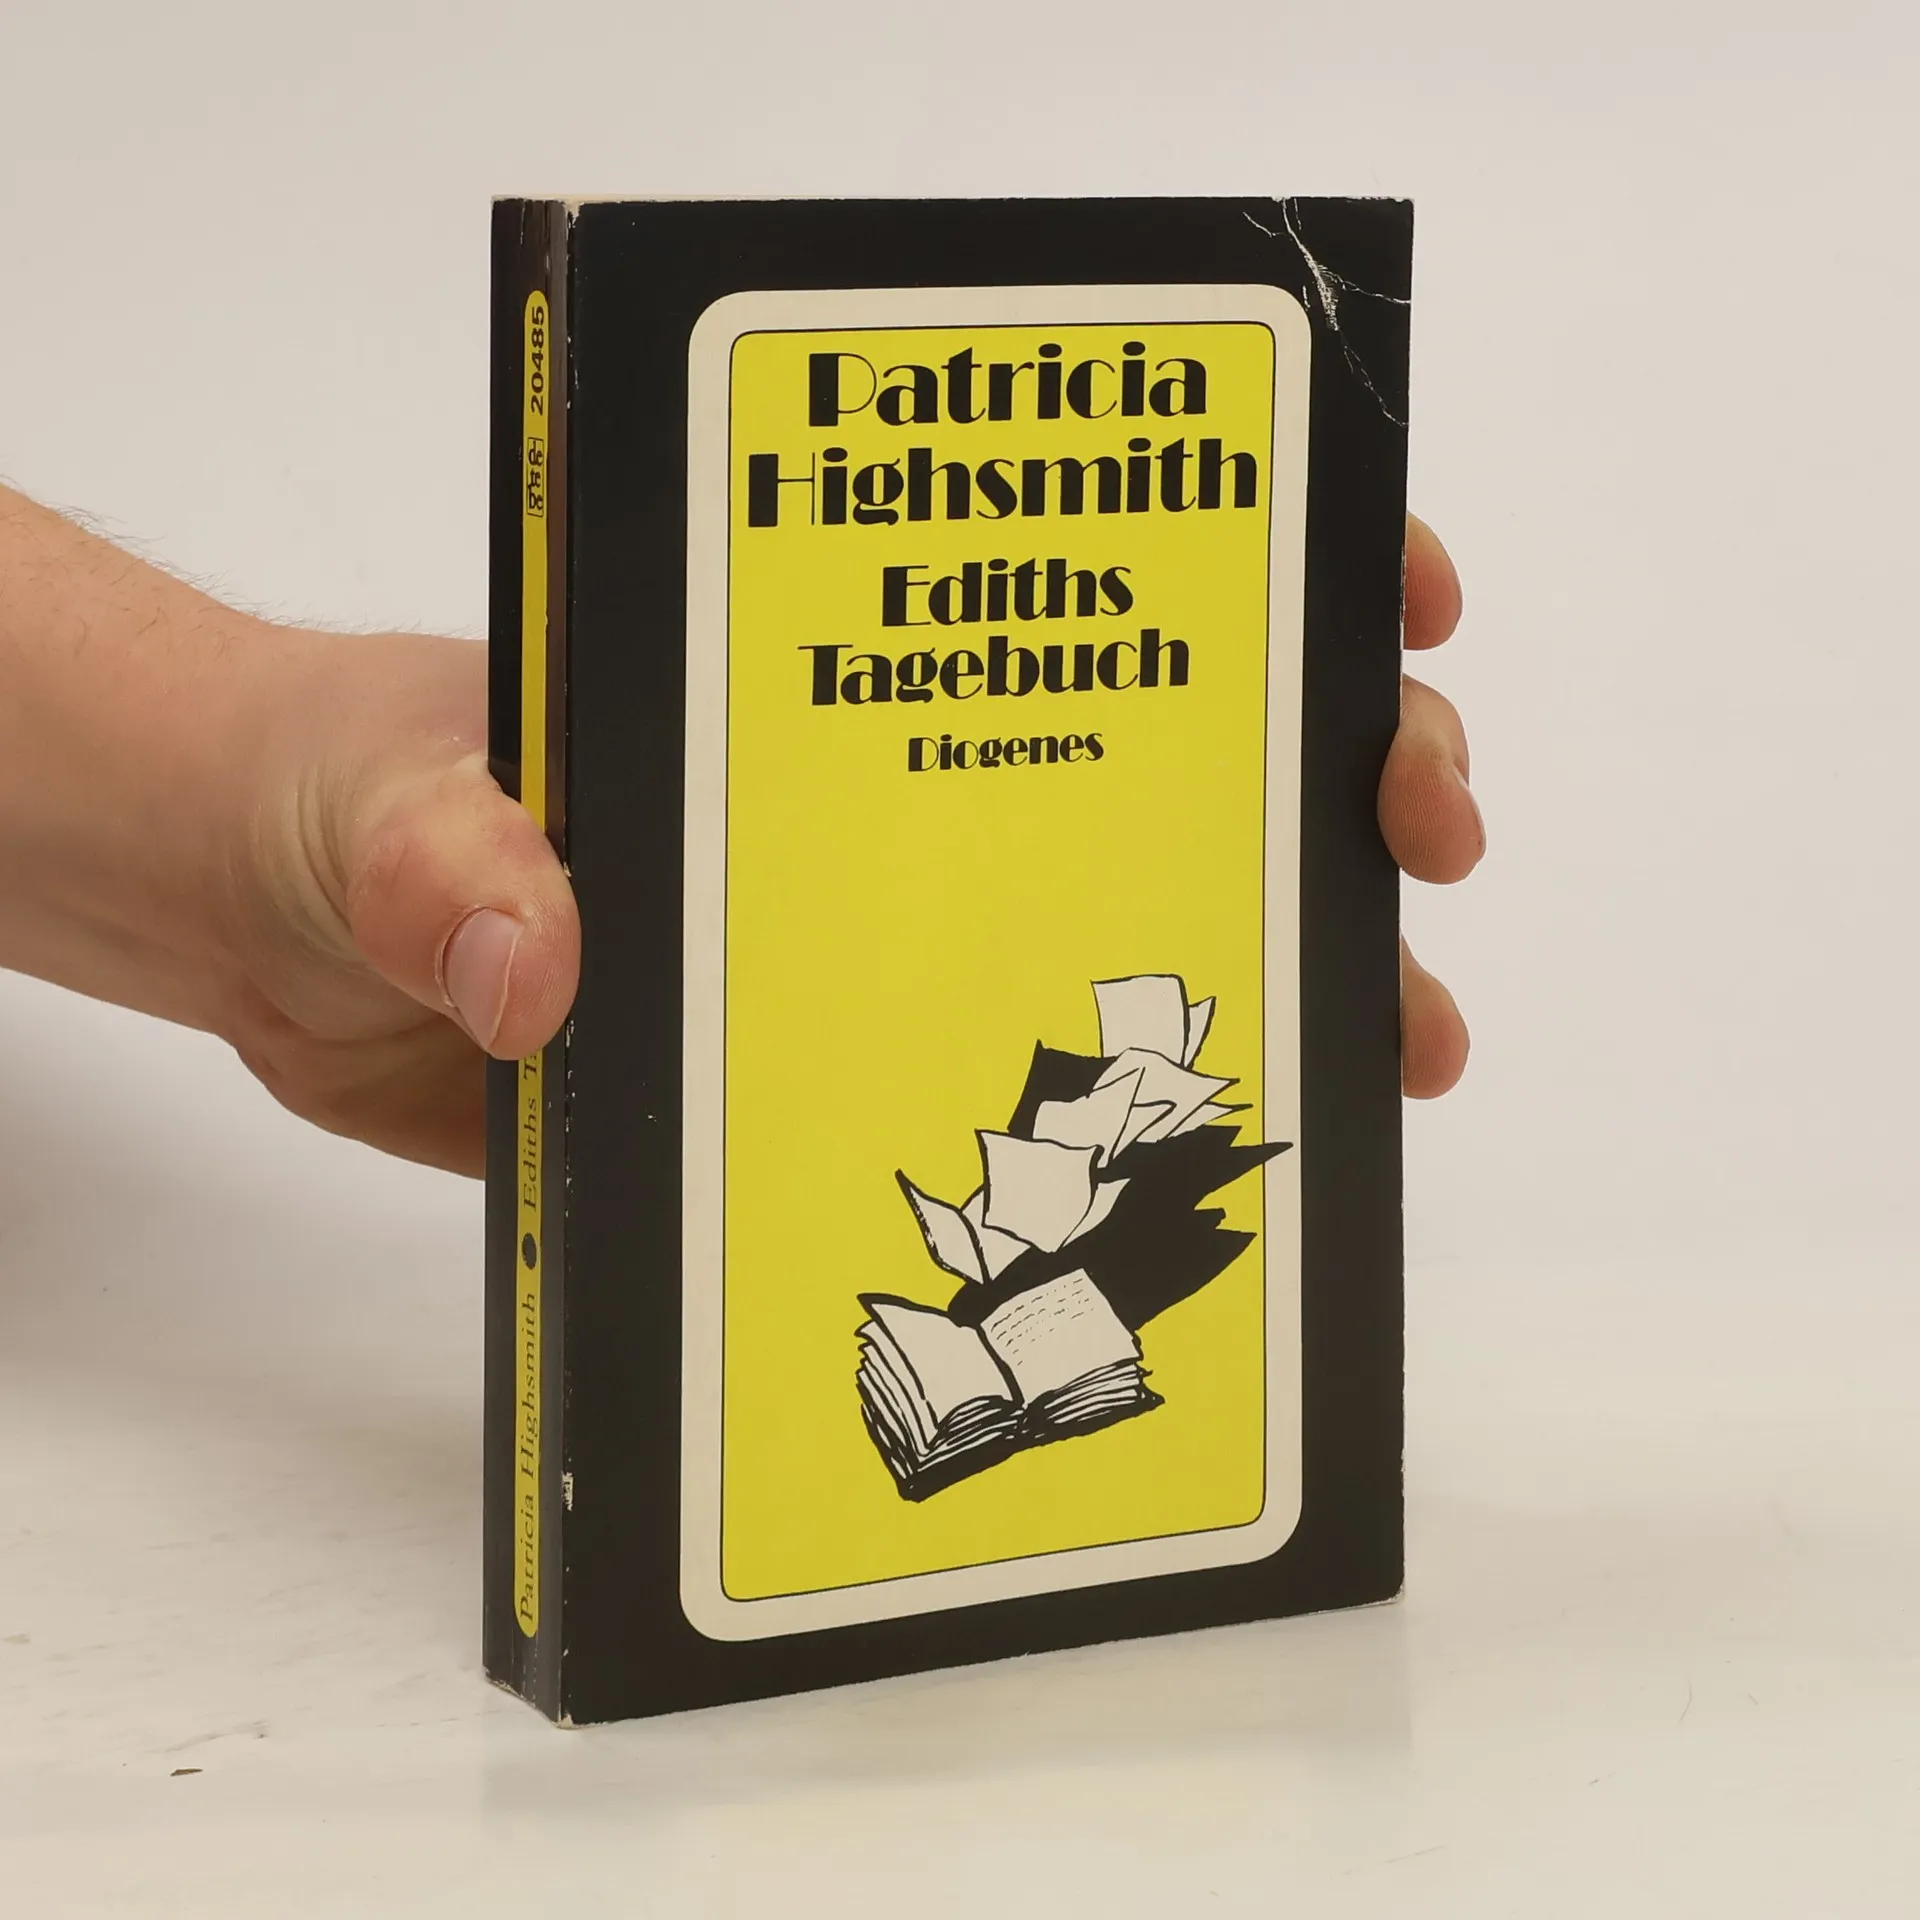 Patricia
Highsmith
Ediths
Tagebuch
Diogenes
Patricia Highsmith ● Ediths
20485